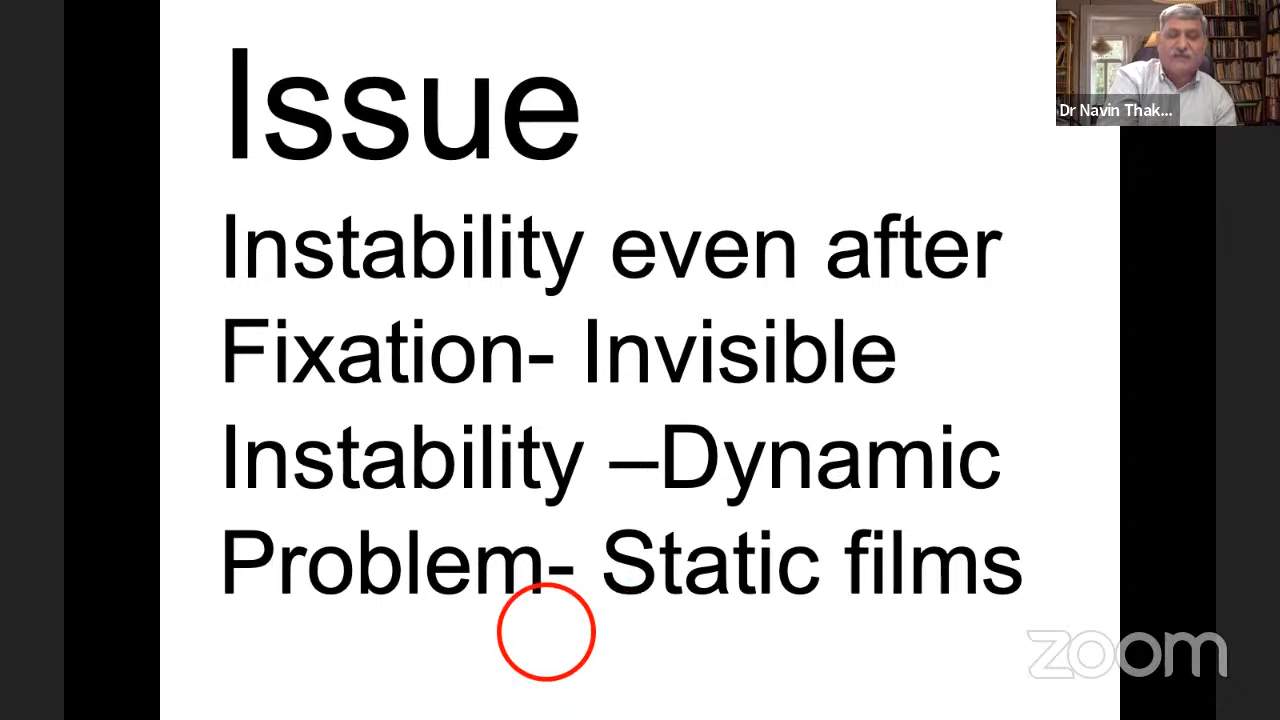 Issue
Instability even after
Fixation- Invisible
Instability –Dynamic
Problem- Static films
Dr Navin Thak...
zoom